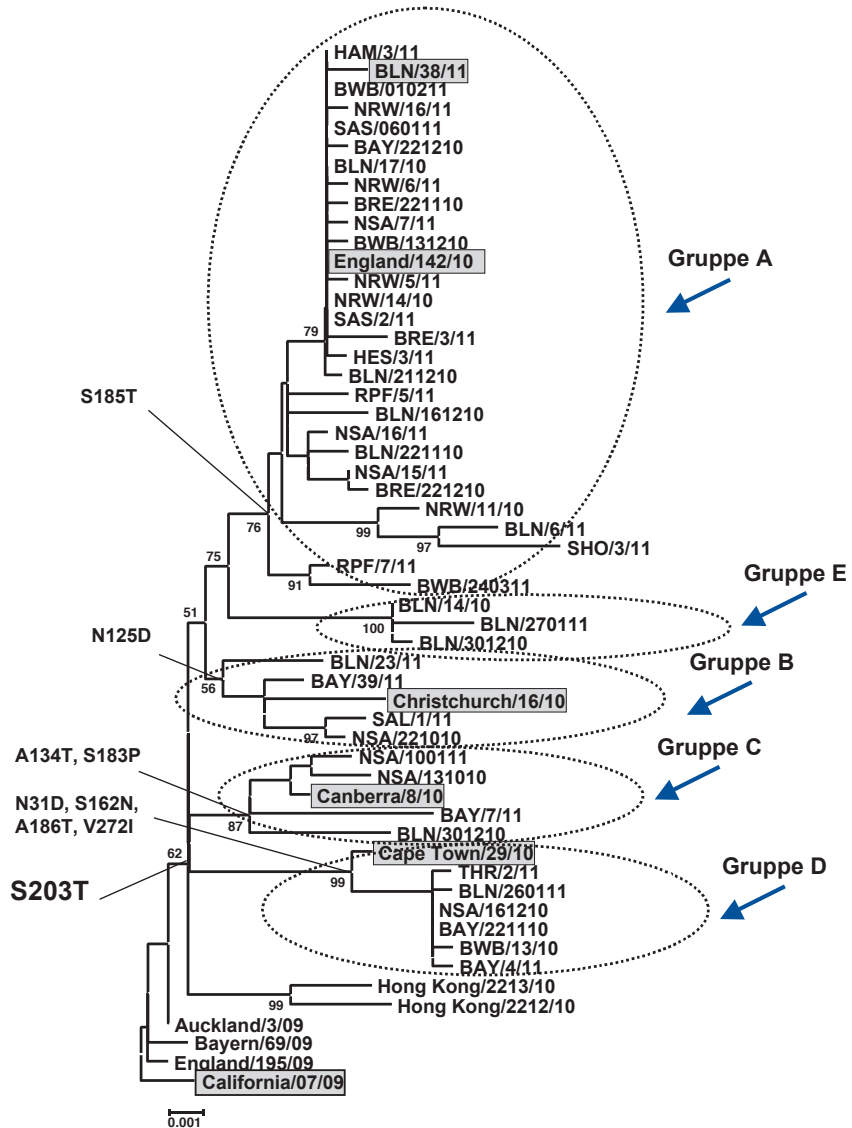 HAM/3/11
BLN/38/11
BWB/010211
NRW/16/11
SAS/060111
BAY/221210
BLN/17/10
NRW/6/11
BRE/221110
NSA/7/11
BWB/131210
Gruppe A
England/142/10
NRW/5/11
NRW/14/10
SAS/2/11
79
BRE/3/11
HES/3/11
BLN/211210
S185T
RPF/5/11
BLN/161210
NSA/16/11
BLN/221110
NSA/15/11
BRE/221210
NRW/11/10
76
99
BLN/6/11
97
SHO/3/11
75
RPF/7/11
91
BWB/240311
Gruppe E
BLN/14/10
51
100
BLN/270111
N125D
BLN/301210
Gruppe B
BLN/23/11
56
BAY/39/11
Christchurch/16/10
SAL/1/11
97
NSA/221010
A134T, S183P
NSA/100111
Gruppe C
NSA/131010
N31D, S162N,
A186T, V272I
Canberra/8/10
87
BAY/7/11
BLN/301210
62
Cape Town/29/10
S203T
99
THR/2/11
Gruppe D
BLN/260111
NSA/161210
BAY/221110
BWB/13/10
BAY/4/11
Hong Kong/2213/10
99
Hong Kong/2212/10
Auckland/3/09
Bayern/69/09
England/195/09
California/07/09
0.001